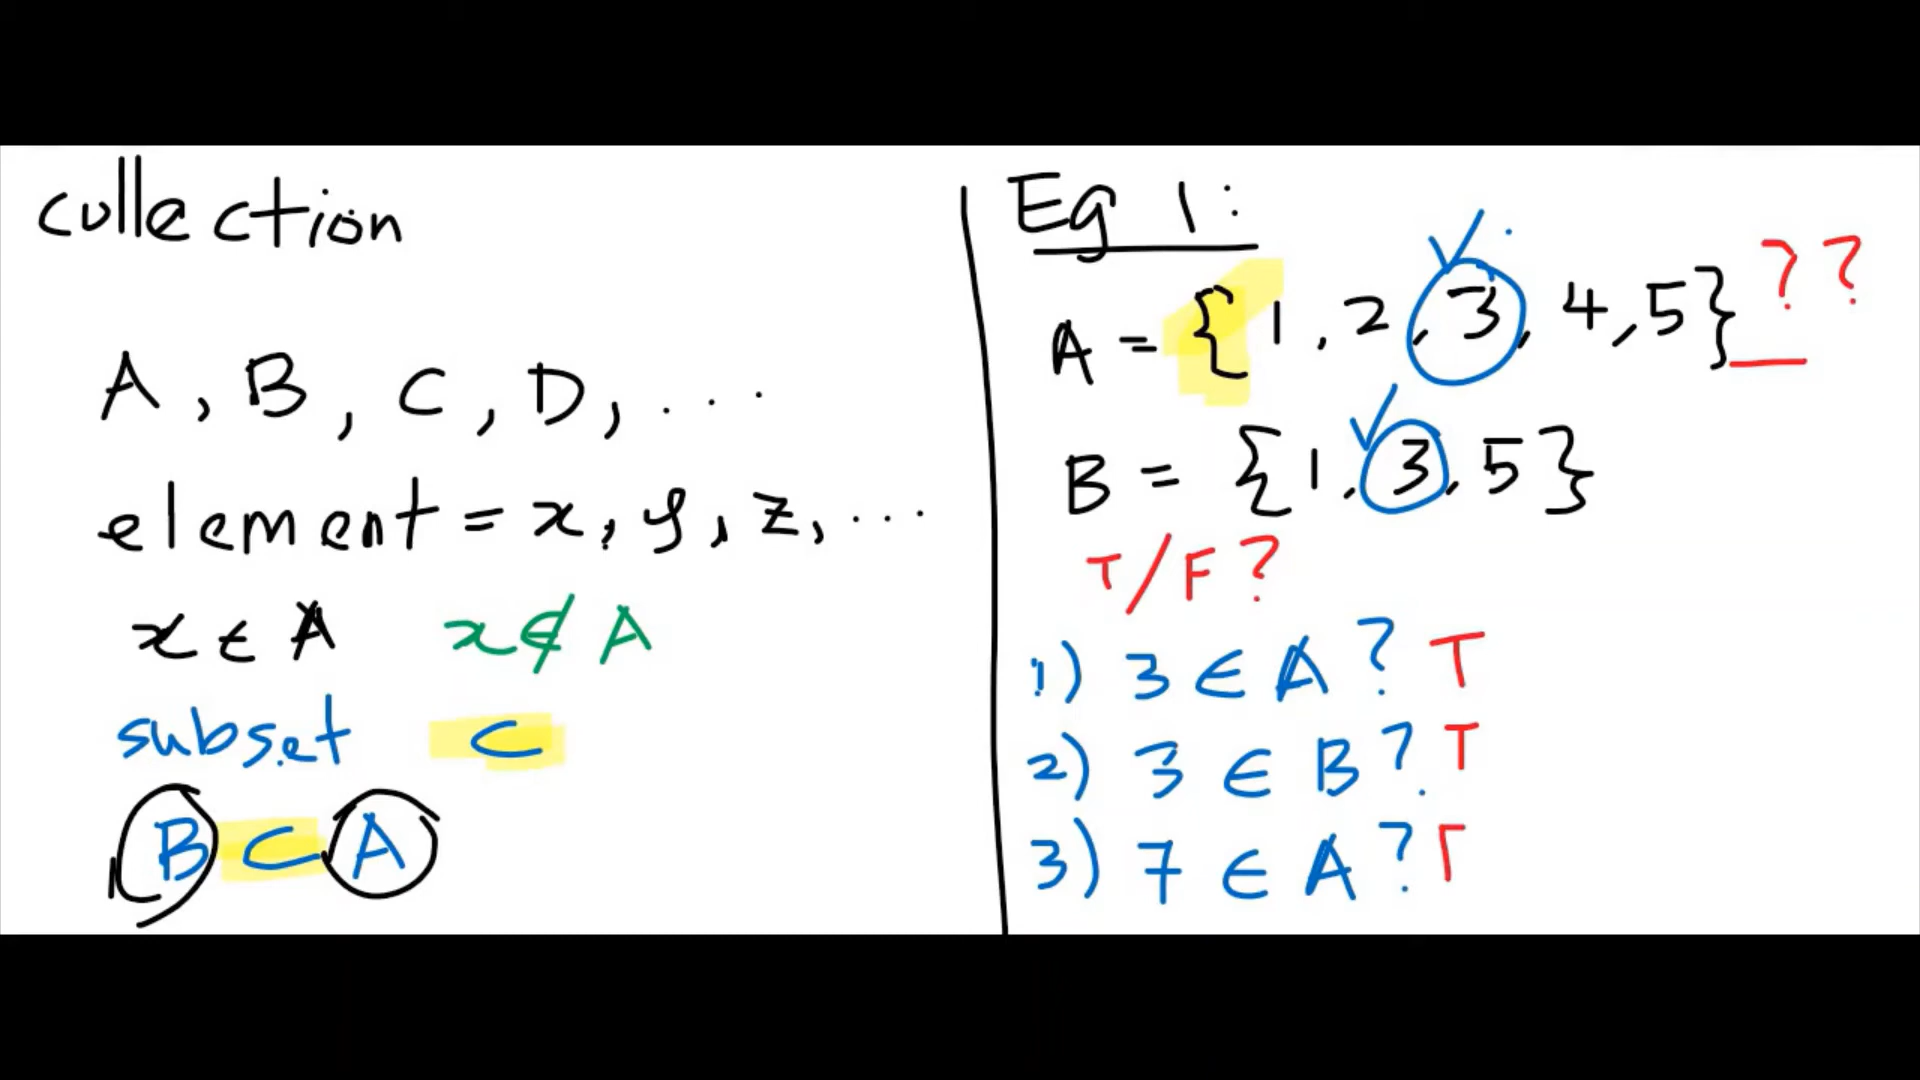 collection
A, B, C, D, ...
element = x, y, z, ...
x ∈ A x ∉ A
subset ⊂
B ⊂ A
Eg 1:
A = {1, 2, 3, 4, 5} ??
B = {1, 3, 5}
T/F?
1) 3 ∈ A? T
2) 3 ∈ B? T
3) 7 ∈ A?